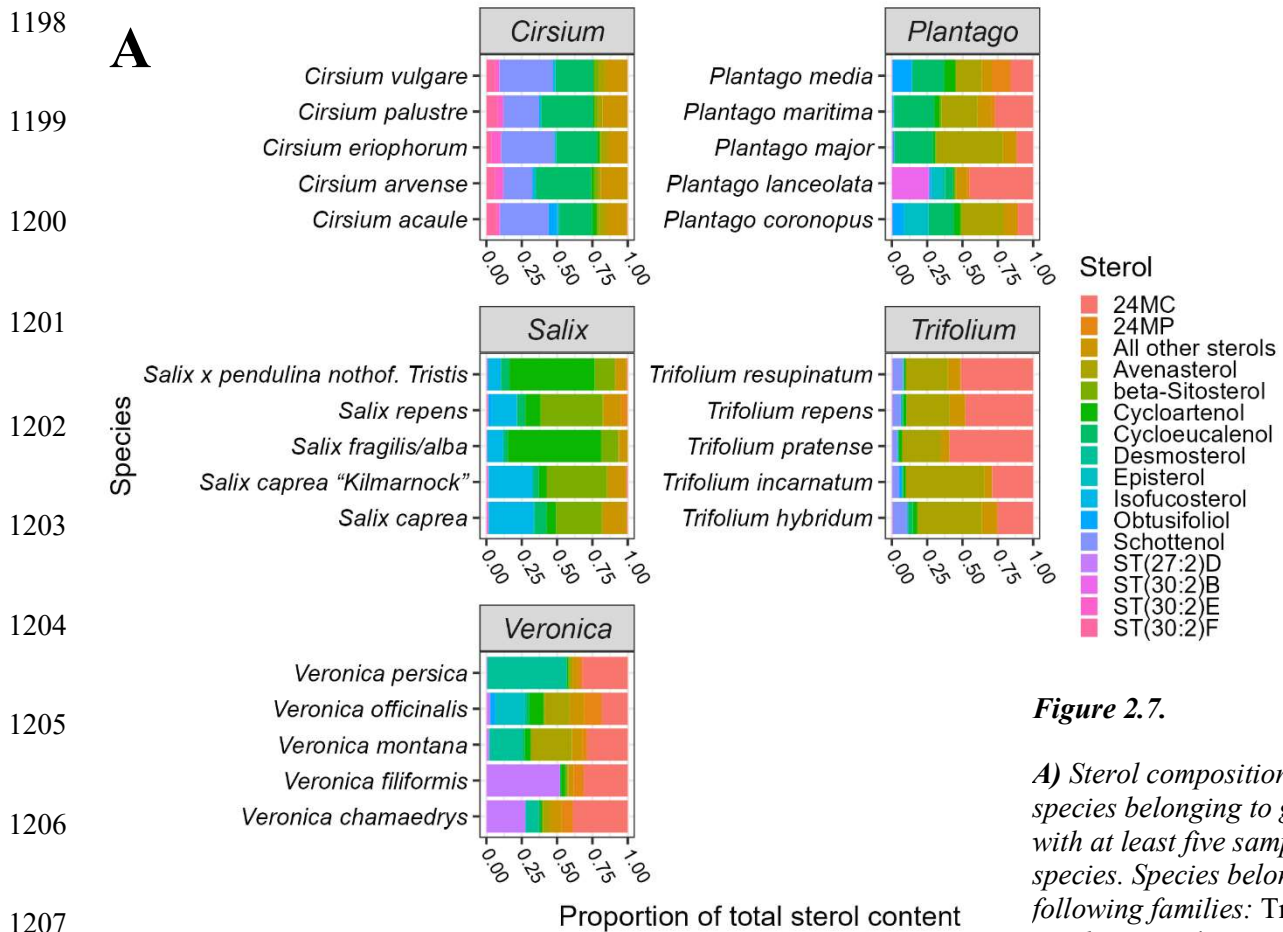 1198
A
Cirsium
Cirsium vulgare
Cirsium palustre
Cirsium eriophorum
Cirsium arvense
Cirsium acaule
0.00 0.25 0.50 0.75 1.00
Plantago
Plantago media
Plantago maritima
Plantago major
Plantago lanceolata
Plantago coronopus
0.00 0.25 0.50 0.75 1.00
1199
1200
1201
Salix
Salix x pendulina nothof. Tristis
Salix repens
Salix fragilis/alba
Salix caprea “Kilmarnock”
Salix caprea
0.00 0.25 0.50 0.75 1.00
Trifolium
Trifolium resupinatum
Trifolium repens
Trifolium pratense
Trifolium incarnatum
Trifolium hybridum
0.00 0.25 0.50 0.75 1.00
1202
Species
1203
1204
Veronica
Veronica persica
Veronica officinalis
Veronica montana
Veronica filiformis
Veronica chamaedrys
0.00 0.25 0.50 0.75 1.00
1205
1206
1207
Proportion of total sterol content
Sterol
24MC
24MP
All other sterols
Avenasterol
beta-Sitosterol
Cycloartenol
Cycloeucalenol
Desmosterol
Episterol
Isofucosterol
Obtusifoliol
Schottenol
ST(27:2)D
ST(30:2)B
ST(30:2)E
ST(30:2)F
Figure 2.7.
A) Sterol composition
species belonging to g
with at least five samp
species. Species belon
following families: Tr